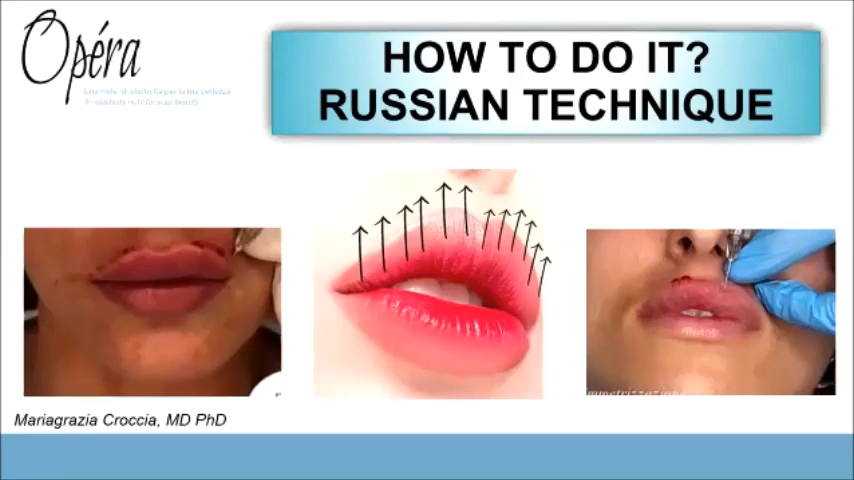 Opéra
HOW TO DO IT?
RUSSIAN TECHNIQUE
Mariagrazia Croccia, MD PhD